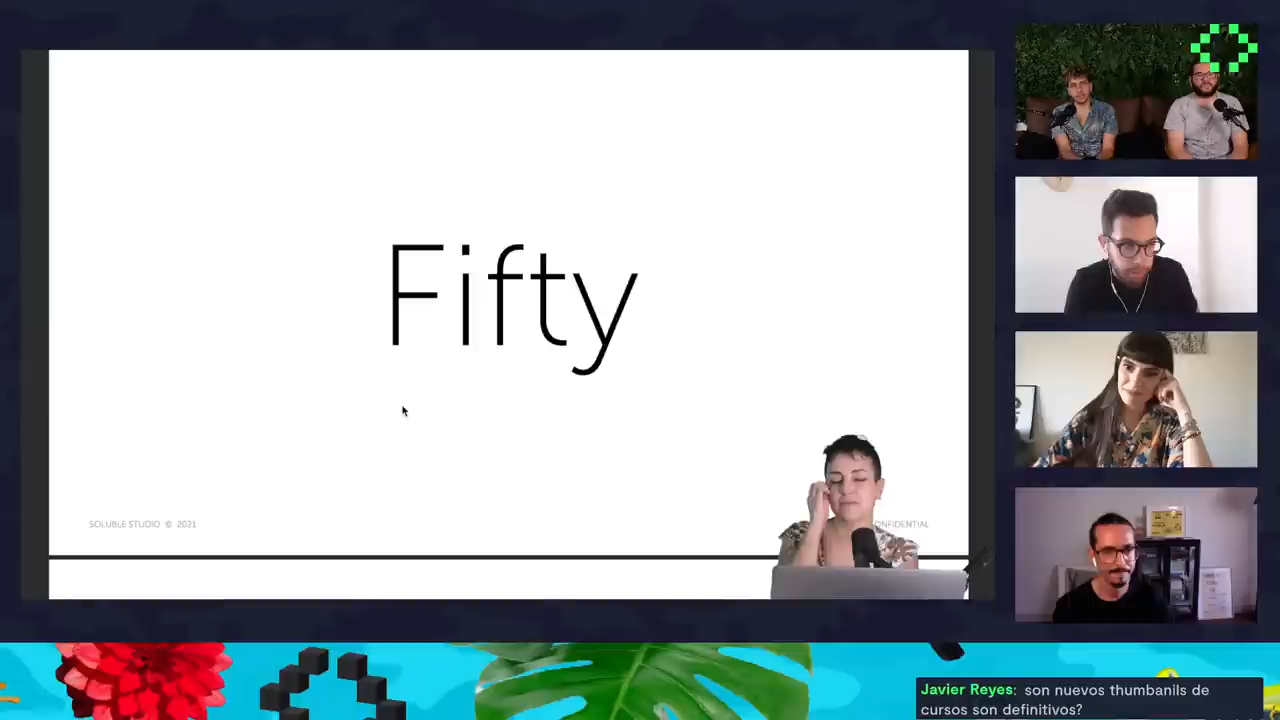 Fifty
SOLUBLE STUDIO © 2021
ONFIDENTIAL
Javier Reyes: son nuevos thumbanils de
cursos son definitivos?